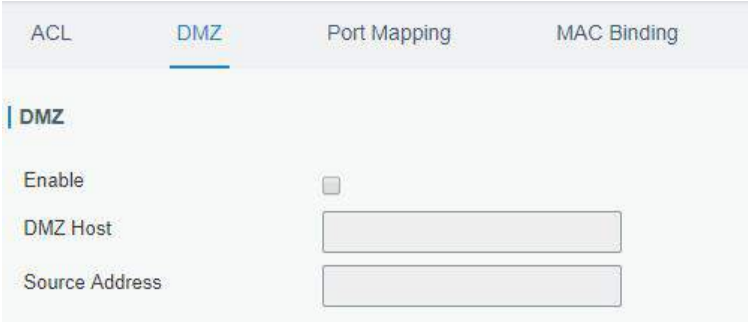 ACL DMZ Port Mapping MAC Binding
DMZ
Enable
DMZ Host
Source Address